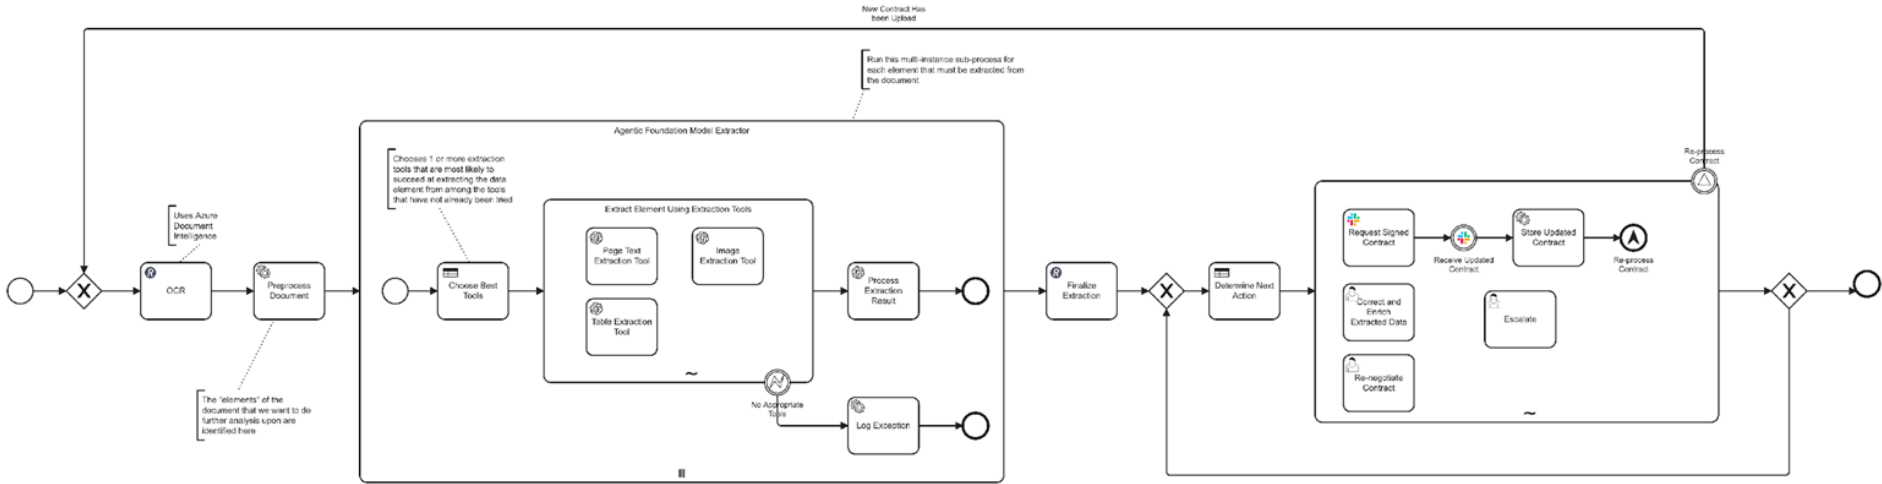 New Contract Has
been Upload
Run this multi-instance sub-process for
each element that must be extracted from
the document
Agentic Foundation Model Extractor
Chooses 1 or more extraction
tools that are most likely to
succeed at extracting the data
element from among the tools
that have not already been tried
Re-process
Contract
Extract Element Using Extraction Tools
Uses Azure
Document
Intelligence
Page Text
Extraction Tool
Image
Extraction Tool
Request Signed
Contract
Receive Updated
Contract
Store Updated
Contract
Re-process
Contract
OCR
Preprocess
Document
Choose Best
Tools
Process
Extraction
Result
Finalize
Extraction
Determine Next
Action
Table Extraction
Tool
Correct and
Enrich
Extracted Data
Escalate
Re-negotiate
Contract
No Appropriate
Tools
Log Exception
The "elements" of the
document that we want to do
further analysis upon are
identified here